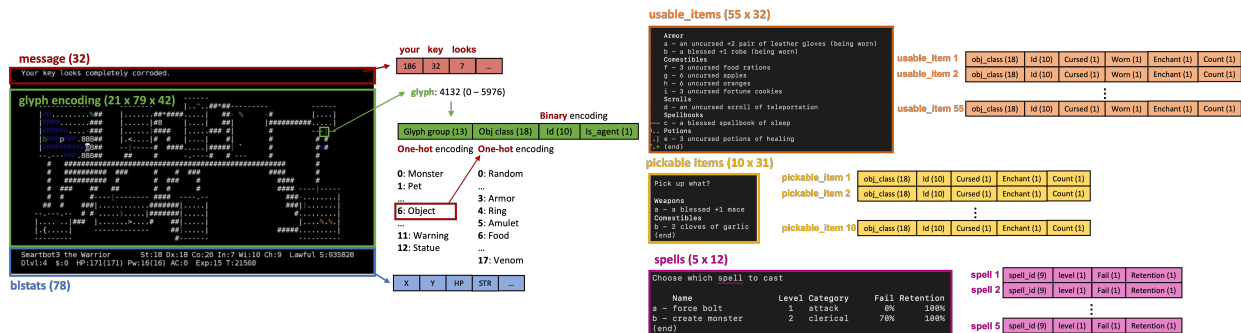 message (32)
Your key looks completely corroded.
glyph encoding (21 x 79 x 42)
Smartbot3 the Warrior St:18 Dx:18 Co:20 In:7 Wi:10 Ch:9 Lawful S:935820
Dlvl:4 $:0 HP:171(171) Pw:16(16) AC:0 Exp:15 T:21560
blstats (78)
your key looks
186 32 7 ...
glyph: 4132 (0 – 5976)
Binary encoding
Glyph group (13) Obj class (18) Id (10) Is_agent (1)
One-hot encoding One-hot encoding
0: Monster
1: Pet
...
6: Object
...
11: Warning
12: Statue
0: Random
...
3: Armor
4: Ring
5: Amulet
6: Food
...
17: Venom
X Y HP STR ...
usable_items (55 x 32)
Armor
a - an uncursed +2 pair of leather gloves (being worn)
b - a blessed +1 robe (being worn)
Comestibles
f - 3 uncursed food rations
g - 6 uncursed apples
h - 6 uncursed oranges
i - 3 uncursed fortune cookies
Scrolls
d - an uncursed scroll of teleportation
Spellbooks
c - a blessed spellbook of sleep
Potions
e - 3 uncursed potions of healing
(end)
usable_item 1 obj_class (18) Id (10) Cursed (1) Worn (1) Enchant (1) Count (1)
usable_item 2 obj_class (18) Id (10) Cursed (1) Worn (1) Enchant (1) Count (1)
usable_item 55 obj_class (18) Id (10) Cursed (1) Worn (1) Enchant (1) Count (1)
pickable items (10 x 31)
Pick up what?
Weapons
a - a blessed +1 mace
Comestibles
b - 2 cloves of garlic
(end)
pickable_item 1 obj_class (18) Id (10) Cursed (1) Enchant (1) Count (1)
pickable_item 2 obj_class (18) Id (10) Cursed (1) Enchant (1) Count (1)
pickable_item 10 obj_class (18) Id (10) Cursed (1) Enchant (1) Count (1)
spells (5 x 12)
Choose which spell to cast
Name Level Category Fail Retention
a - force bolt 1 attack 0% 100%
b - create monster 2 clerical 70% 100%
(end)
spell 1 spell_id (9) level (1) Fail (1) Retention (1)
spell 2 spell_id (9) level (1) Fail (1) Retention (1)
spell 5 spell_id (9) level (1) Fail (1) Retention (1)